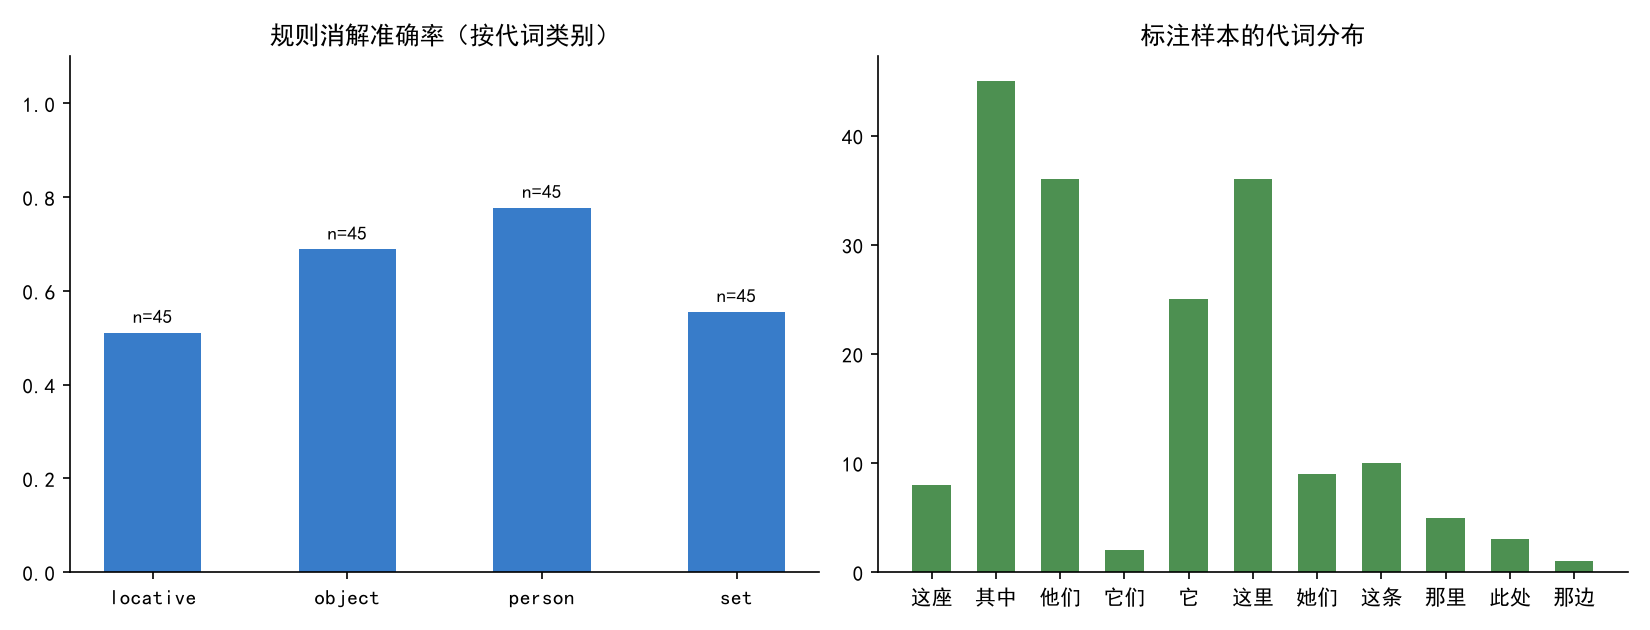 规则消解准确率（按代词类别）
1.0
0.8
0.6
0.4
0.2
0.0
n=45
n=45
n=45
n=45
locative
object
person
set
标注样本的代词分布
40
30
20
10
0
这座
其中
他们
它们
它
这里
她们
这条
那里
此处
那边